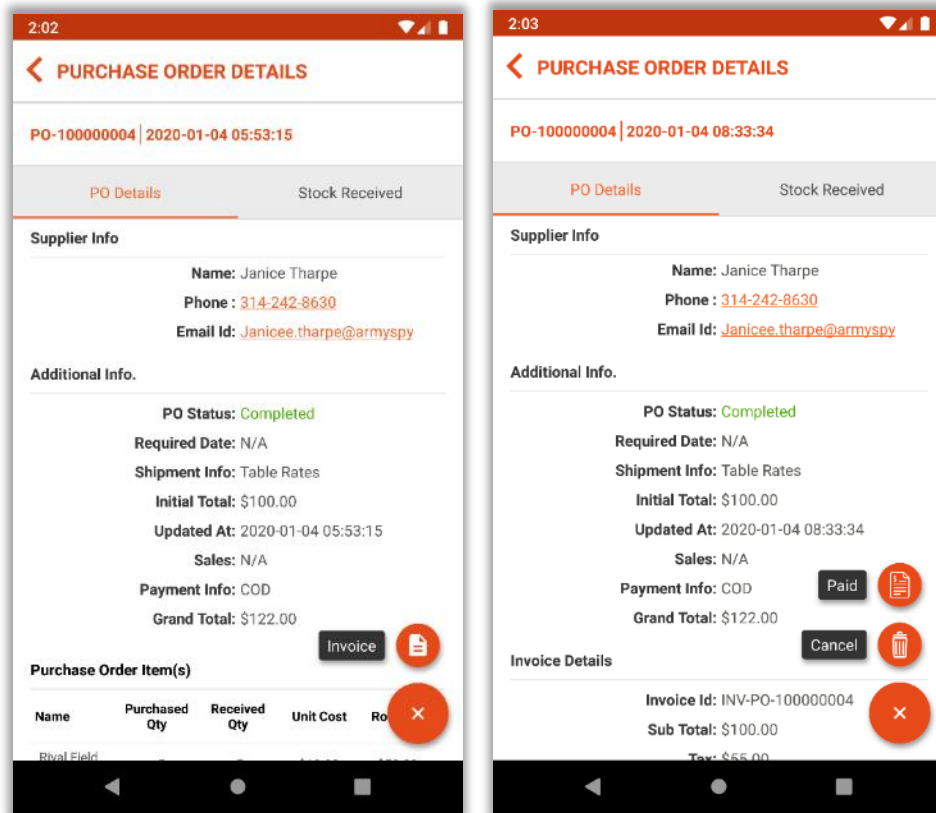 2:02
PURCHASE ORDER DETAILS
PO-100000004 | 2020-01-04 05:53:15
PO Details Stock Received
Supplier Info
Name: Janice Tharpe
Phone : 314-242-8630
Email Id: Janicee.tharpe@armyspy
Additional Info.
PO Status: Completed
Required Date: N/A
Shipment Info: Table Rates
Initial Total: $100.00
Updated At: 2020-01-04 05:53:15
Sales: N/A
Payment Info: COD
Grand Total: $122.00
Invoice
Purchase Order Item(s)
Name Purchased Qty Received Qty Unit Cost Ro
Rival Field
2:03
PURCHASE ORDER DETAILS
PO-100000004 | 2020-01-04 08:33:34
PO Details Stock Received
Supplier Info
Name: Janice Tharpe
Phone : 314-242-8630
Email Id: Janicee.tharpe@armyspy
Additional Info.
PO Status: Completed
Required Date: N/A
Shipment Info: Table Rates
Initial Total: $100.00
Updated At: 2020-01-04 08:33:34
Sales: N/A
Payment Info: COD
Paid
Grand Total: $122.00
Cancel
Invoice Details
Invoice Id: INV-PO-100000004
Sub Total: $100.00
Tax: $55.00